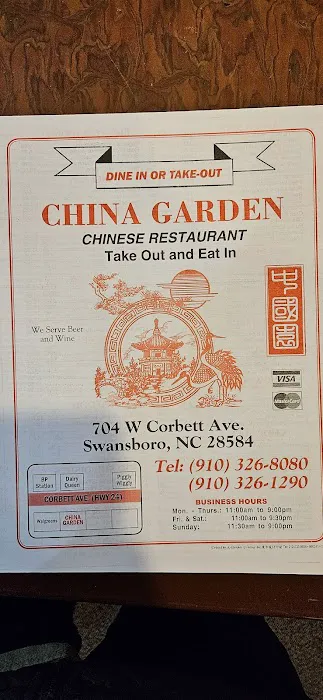 DINE IN OR TAKE-OUT
CHINA GARDEN
CHINESE RESTAURANT
Take Out and Eat In
We Serve Beer
and Wine
VISA
MasterCard
704 W Corbett Ave.
Swansboro, NC 28584
Tel: (910) 326-8080
(910) 326-1290
BP
Station
Dairy
Queen
Piggly
Wiggly
CORBETT AVE. (HWY 24)
Walgreens
CHINA
GARDEN
BUSINESS HOURS
Mon. - Thurs.: 11:00am to 9:00pm
Fri. & Sat.: 11:00am to 9:30pm
Sunday: 11:30am to 9:00pm